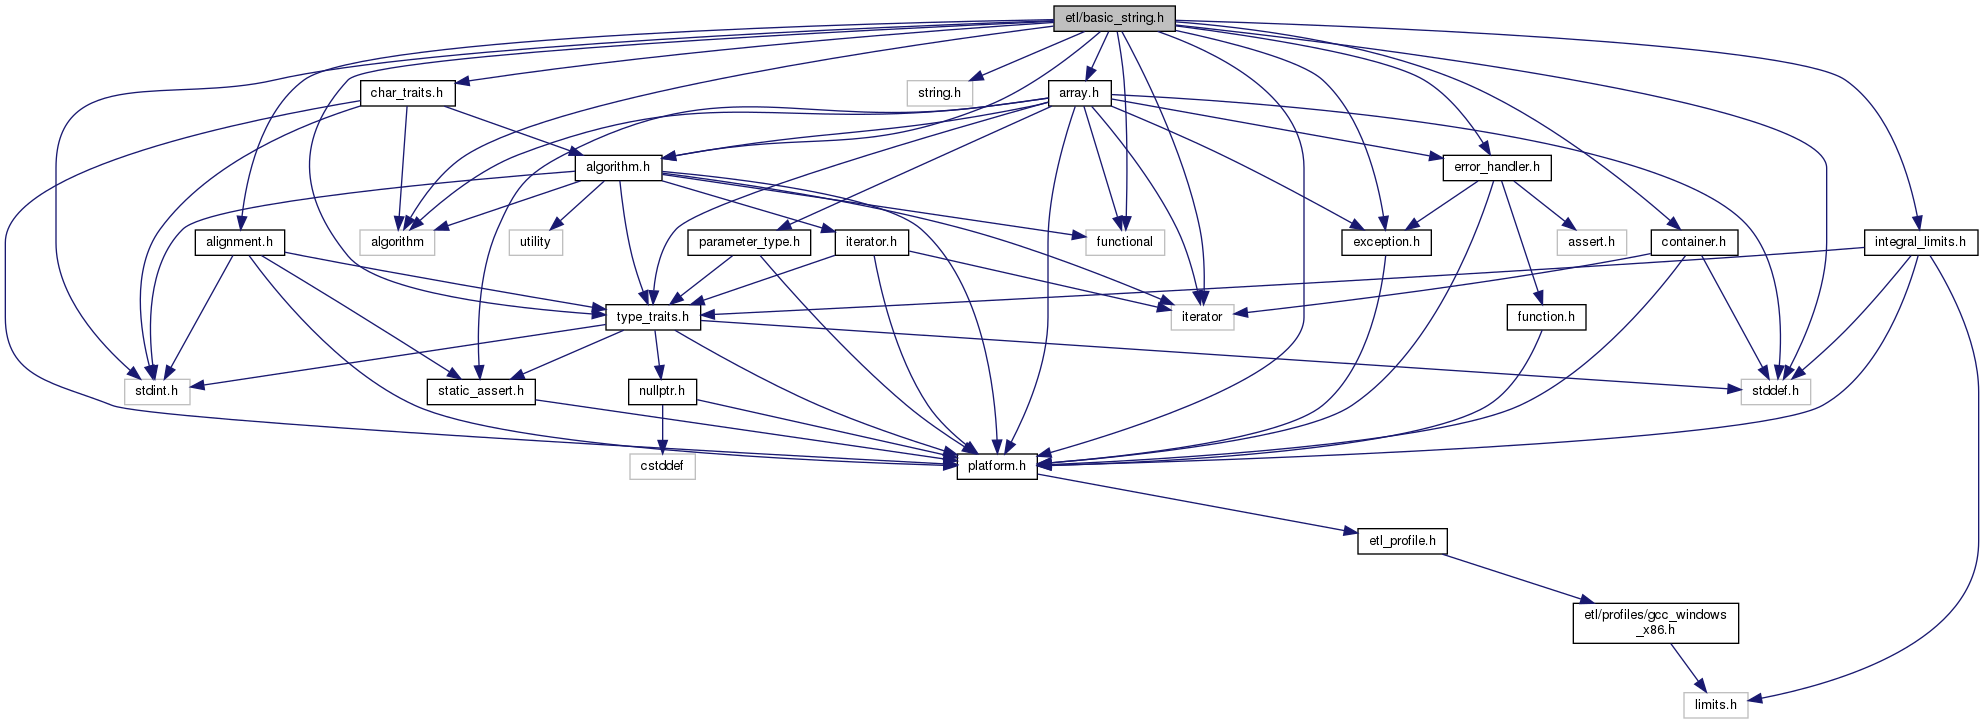 etl/basic_string.h
char_traits.h
string.h
array.h
algorithm.h
error_handler.h
alignment.h
algorithm
utility
parameter_type.h
iterator.h
functional
exception.h
assert.h
container.h
integral_limits.h
type_traits.h
iterator
function.h
stdint.h
static_assert.h
nullptr.h
stddef.h
cstddef
platform.h
etl_profile.h
etl/profiles/gcc_windows
_x86.h
limits.h